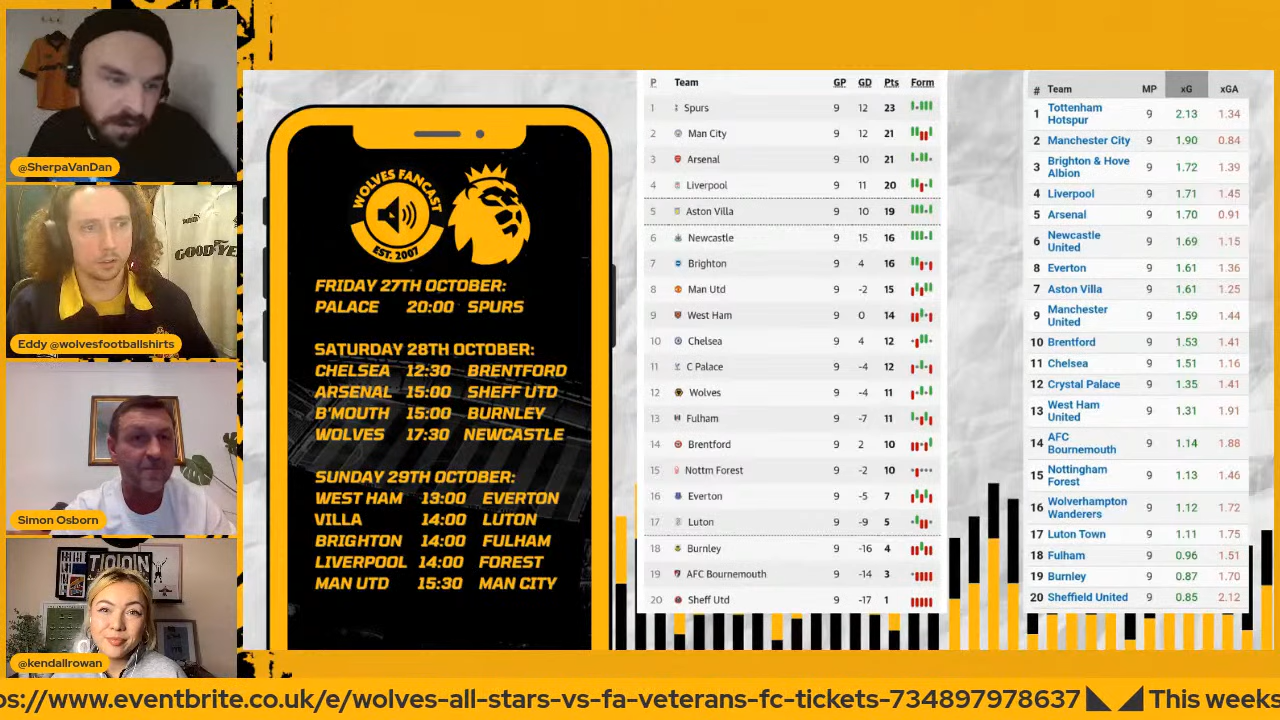 @SherpaVanDan
GOODYEAR
Eddy @wolvesfootballshirts
Simon Osborn
@kendallrowan
WOLVES FANCAST
EST. 2007
FRIDAY 27TH OCTOBER:
PALACE 20:00 SPURS
SATURDAY 28TH OCTOBER:
CHELSEA 12:30 BRENTFORD
ARSENAL 15:00 SHEFF UTD
B'MOUTH 15:00 BURNLEY
WOLVES 17:30 NEWCASTLE
SUNDAY 29TH OCTOBER:
WEST HAM 13:00 EVERTON
VILLA 14:00 LUTON
BRIGHTON 14:00 FULHAM
LIVERPOOL 14:00 FOREST
MAN UTD 15:30 MAN CITY
P Team GP GD Pts Form
1 Spurs 9 12 23
2 Man City 9 12 21
3 Arsenal 9 10 21
4 Liverpool 9 11 20
5 Aston Villa 9 10 19
6 Newcastle 9 15 16
7 Brighton 9 4 16
8 Man Utd 9 -2 15
9 West Ham 9 0 14
10 Chelsea 9 4 12
11 C Palace 9 -4 12
12 Wolves 9 -4 11
13 Fulham 9 -7 11
14 Brentford 9 2 10
15 Nottm Forest 9 -2 10
16 Everton 9 -5 7
17 Luton 9 -9 5
18 Burnley 9 -16 4
19 AFC Bournemouth 9 -14 3
20 Sheff Utd 9 -17 1
# Team MP xG xGA
1 Tottenham Hotspur 9 2.13 1.34
2 Manchester City 9 1.90 0.84
3 Brighton & Hove Albion 9 1.72 1.39
4 Liverpool 9 1.71 1.45
5 Arsenal 9 1.70 0.91
6 Newcastle United 9 1.69 1.15
8 Everton 9 1.61 1.36
7 Aston Villa 9 1.61 1.25
9 Manchester United 9 1.59 1.44
10 Brentford 9 1.53 1.41
11 Chelsea 9 1.51 1.16
12 Crystal Palace 9 1.35 1.41
13 West Ham United 9 1.31 1.91
14 AFC Bournemouth 9 1.14 1.88
15 Nottingham Forest 9 1.13 1.46
16 Wolverhampton Wanderers 9 1.12 1.72
17 Luton Town 9 1.11 1.75
18 Fulham 9 0.96 1.51
19 Burnley 9 0.87 1.70
20 Sheffield United 9 0.85 2.12
ps://www.eventbrite.co.uk/e/wolves-all-stars-vs-fa-veterans-fc-tickets-734897978637 This weeks